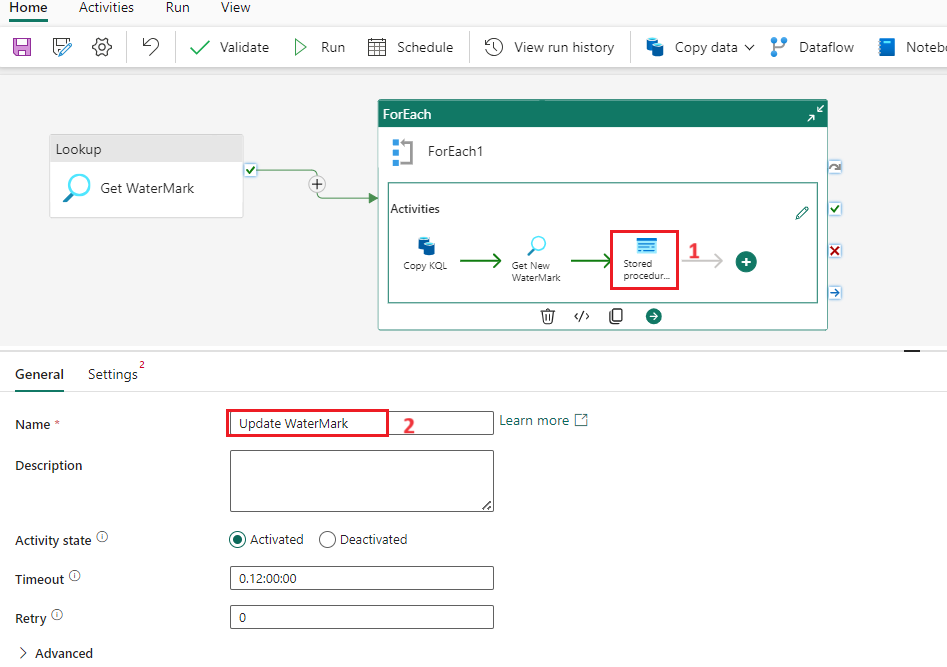 Home Activities Run View
Validate Run Schedule View run history Copy data Dataflow Noteb
ForEach
Lookup
ForEach1
Get WaterMark
Activities
1
Copy KQL
Get New
WaterMark
Stored
procedur...
General Settings 2
Name * Update WaterMark 2 Learn more
Description
Activity state Activated Deactivated
Timeout 0.12:00:00
Retry 0
Advanced